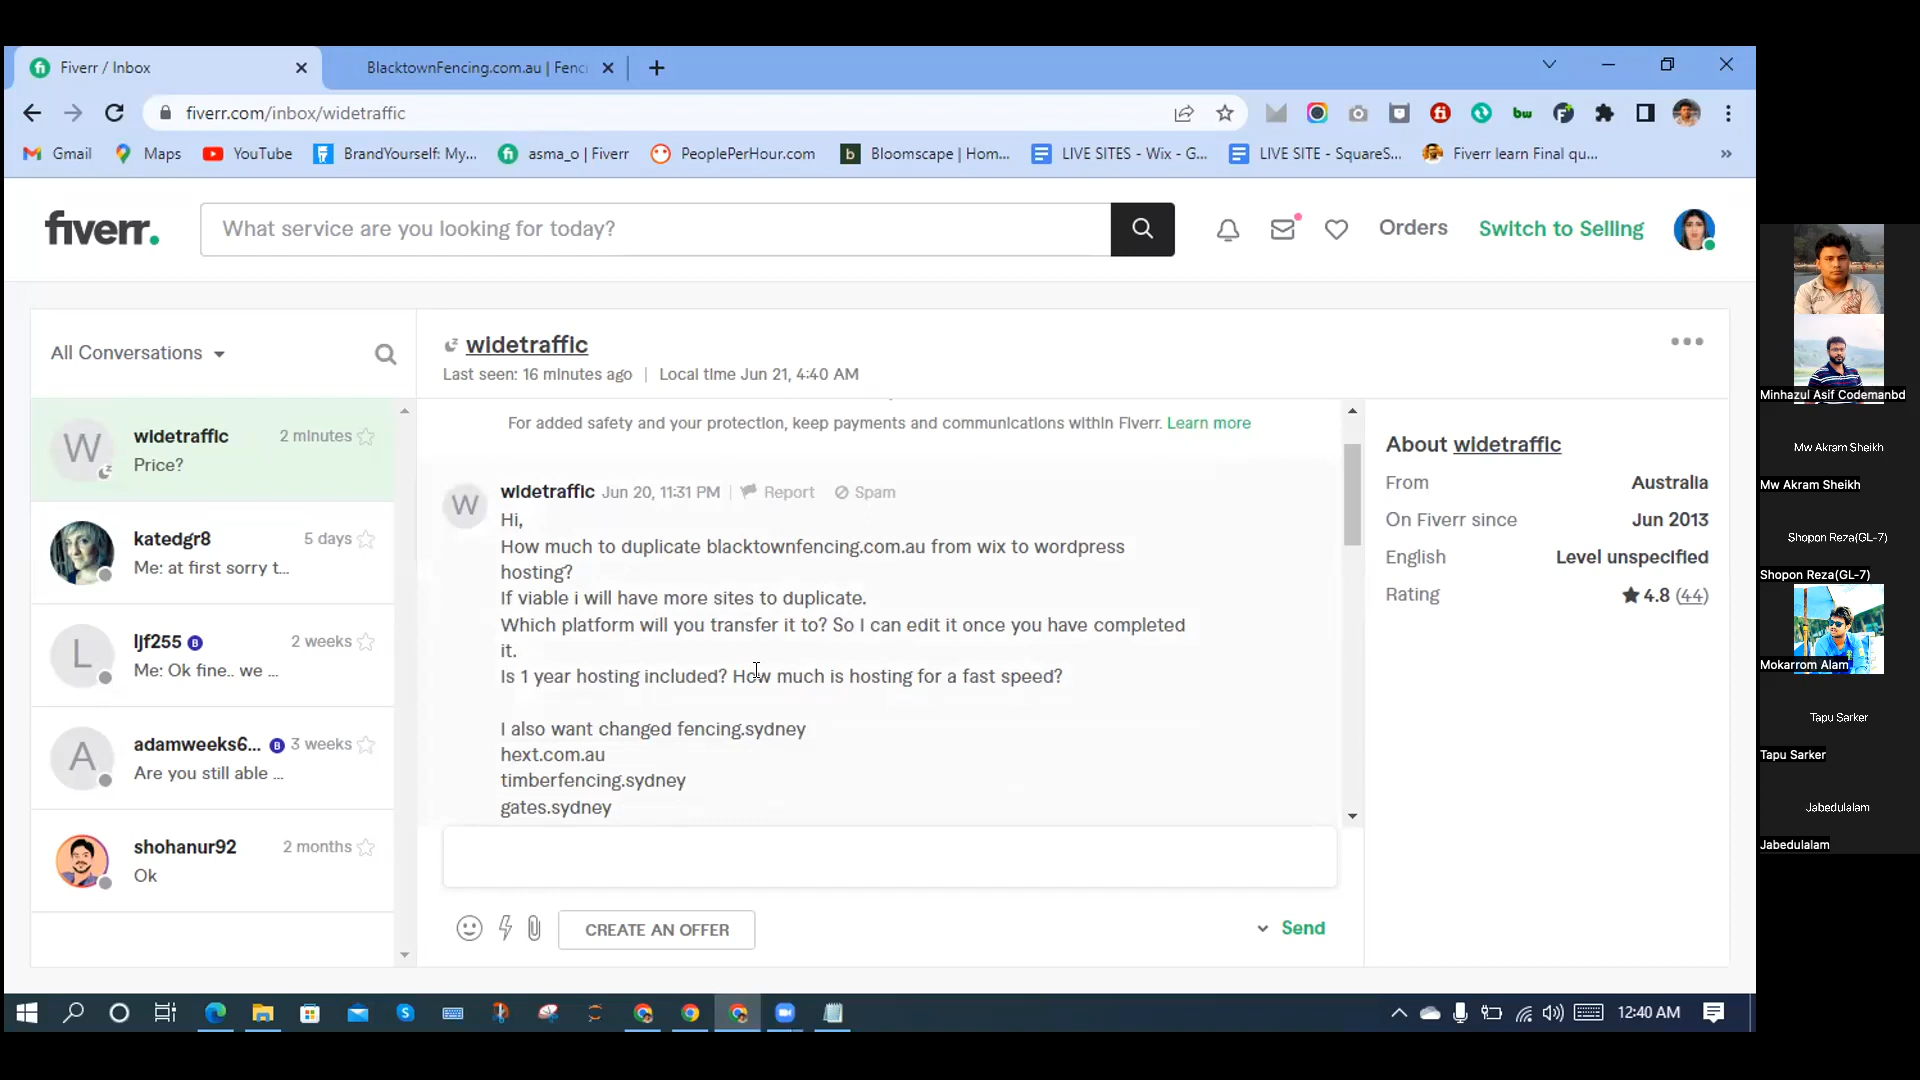 Fiverr / Inbox
BlacktownFencing.com.au | Fenci
fiverr.com/inbox/widetraffic
Gmail
Maps
YouTube
BrandYourself: My...
asma_o | Fiverr
PeoplePerHour.com
Bloomscape | Hom...
LIVE SITES - Wix - G...
LIVE SITE - SquareS...
Fiverr learn Final qu...
fiverr.
What service are you looking for today?
Orders
Switch to Selling
All Conversations
widetraffic
2 minutes
Price?
katedgr8
5 days
Me: at first sorry t...
ljf255
2 weeks
Me: Ok fine.. we ...
adamweeks6...
3 weeks
Are you still able ...
shohanur92
2 months
Ok
widetraffic
Last seen: 16 minutes ago | Local time Jun 21, 4:40 AM
For added safety and your protection, keep payments and communications within Fiverr. Learn more
widetraffic Jun 20, 11:31 PM | Report Spam
Hi,
How much to duplicate blacktownfencing.com.au from wix to wordpress
hosting?
If viable i will have more sites to duplicate.
Which platform will you transfer it to? So I can edit it once you have completed
it.
Is 1 year hosting included? How much is hosting for a fast speed?
I also want changed fencing.sydney
hext.com.au
timberfencing.sydney
gates.sydney
CREATE AN OFFER
Send
About widetraffic
From Australia
On Fiverr since Jun 2013
English Level unspecified
Rating 4.8 (44)
12:40 AM
Minhazul Asif Codemanbd
Mw Akram Sheikh
Mw Akram Sheikh
Shopon Reza(GL-7)
Shopon Reza(GL-7)
Mokarrom Alam
Tapu Sarker
Tapu Sarker
Jabedulalam
Jabedulalam